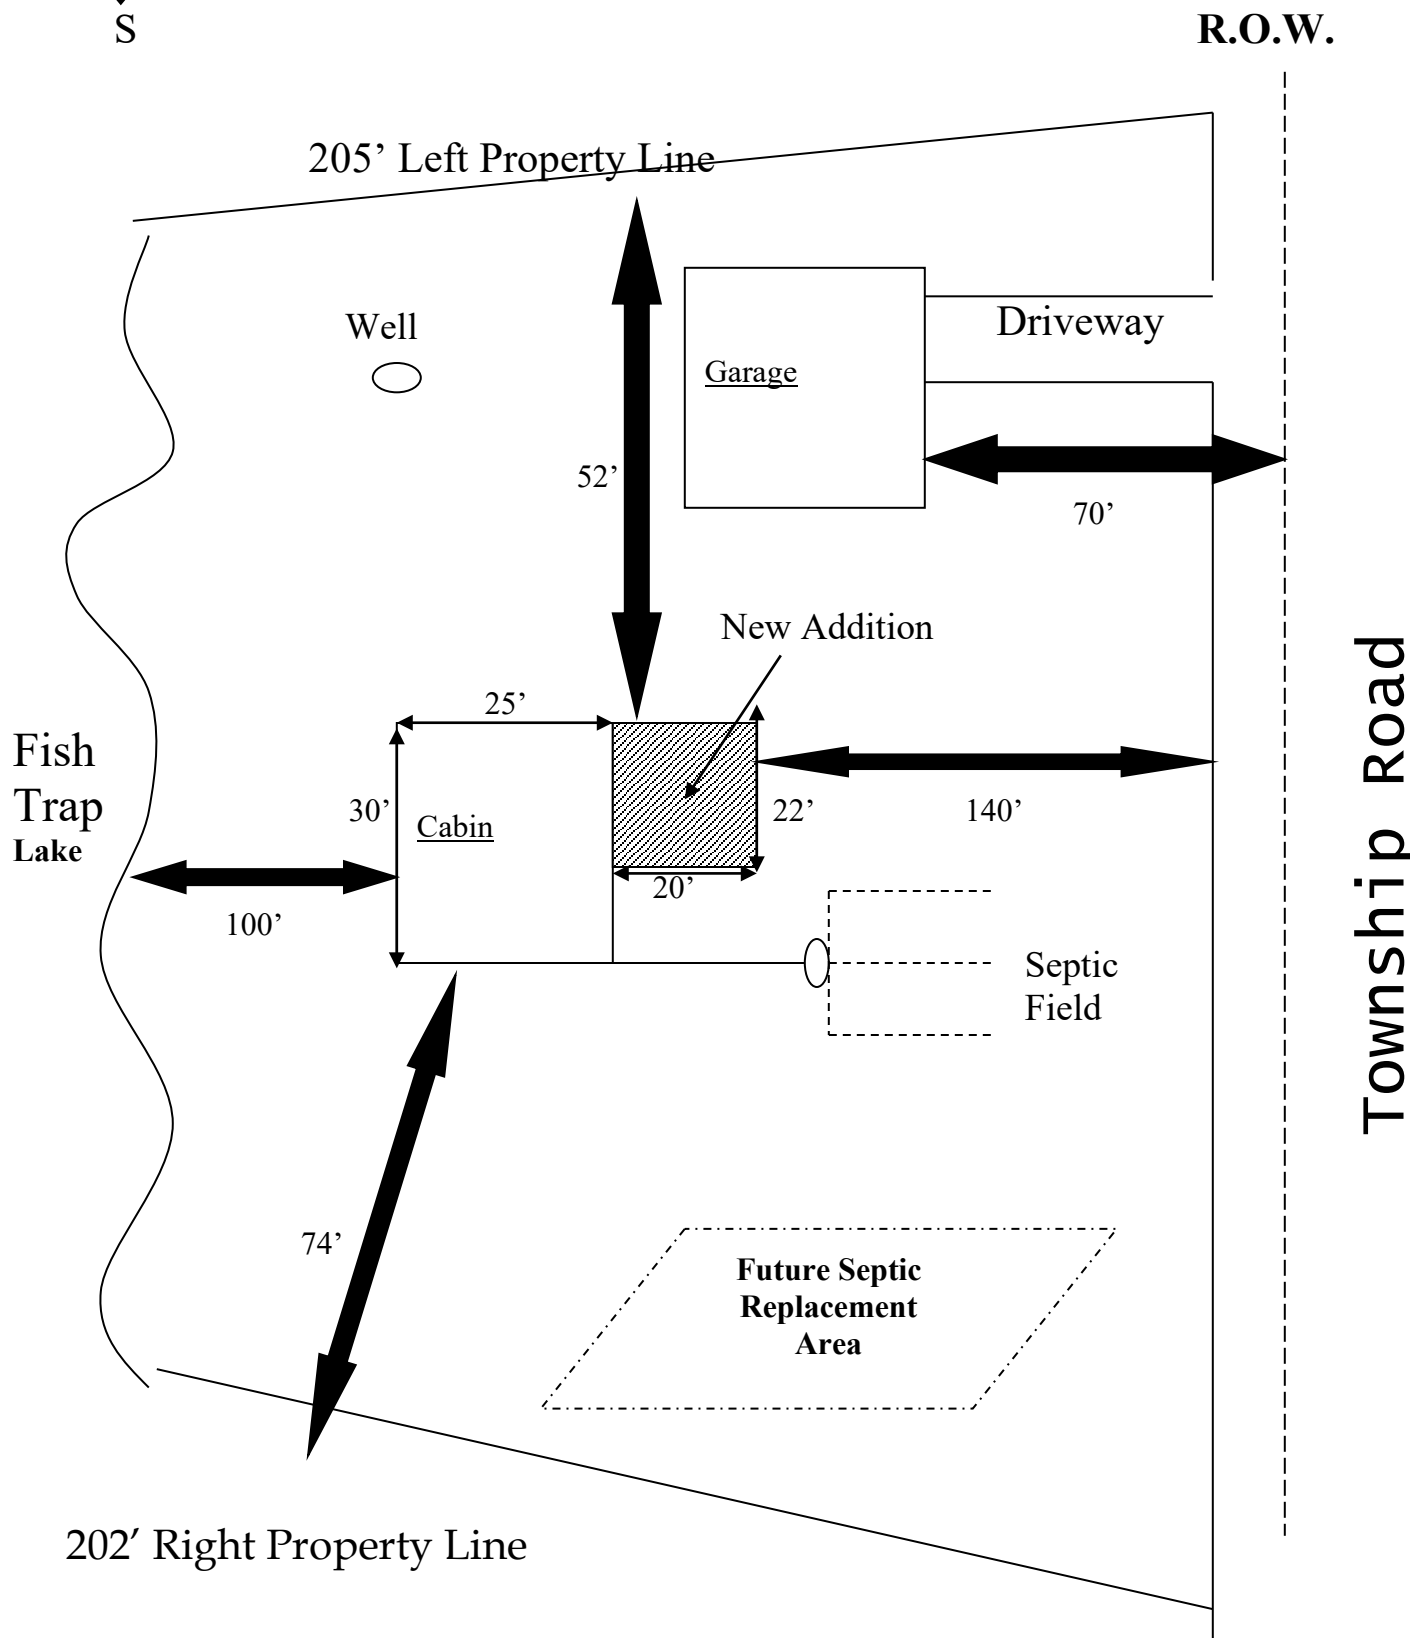 S
R.O.W.
205’ Left Property Line
Well
Driveway
Garage
52’
70’
New Addition
25’
Fish
Trap
Lake
30’
Cabin
22’
140’
20’
100’
Septic
Field
Township Road
74’
Future Septic
Replacement
Area
202’ Right Property Line